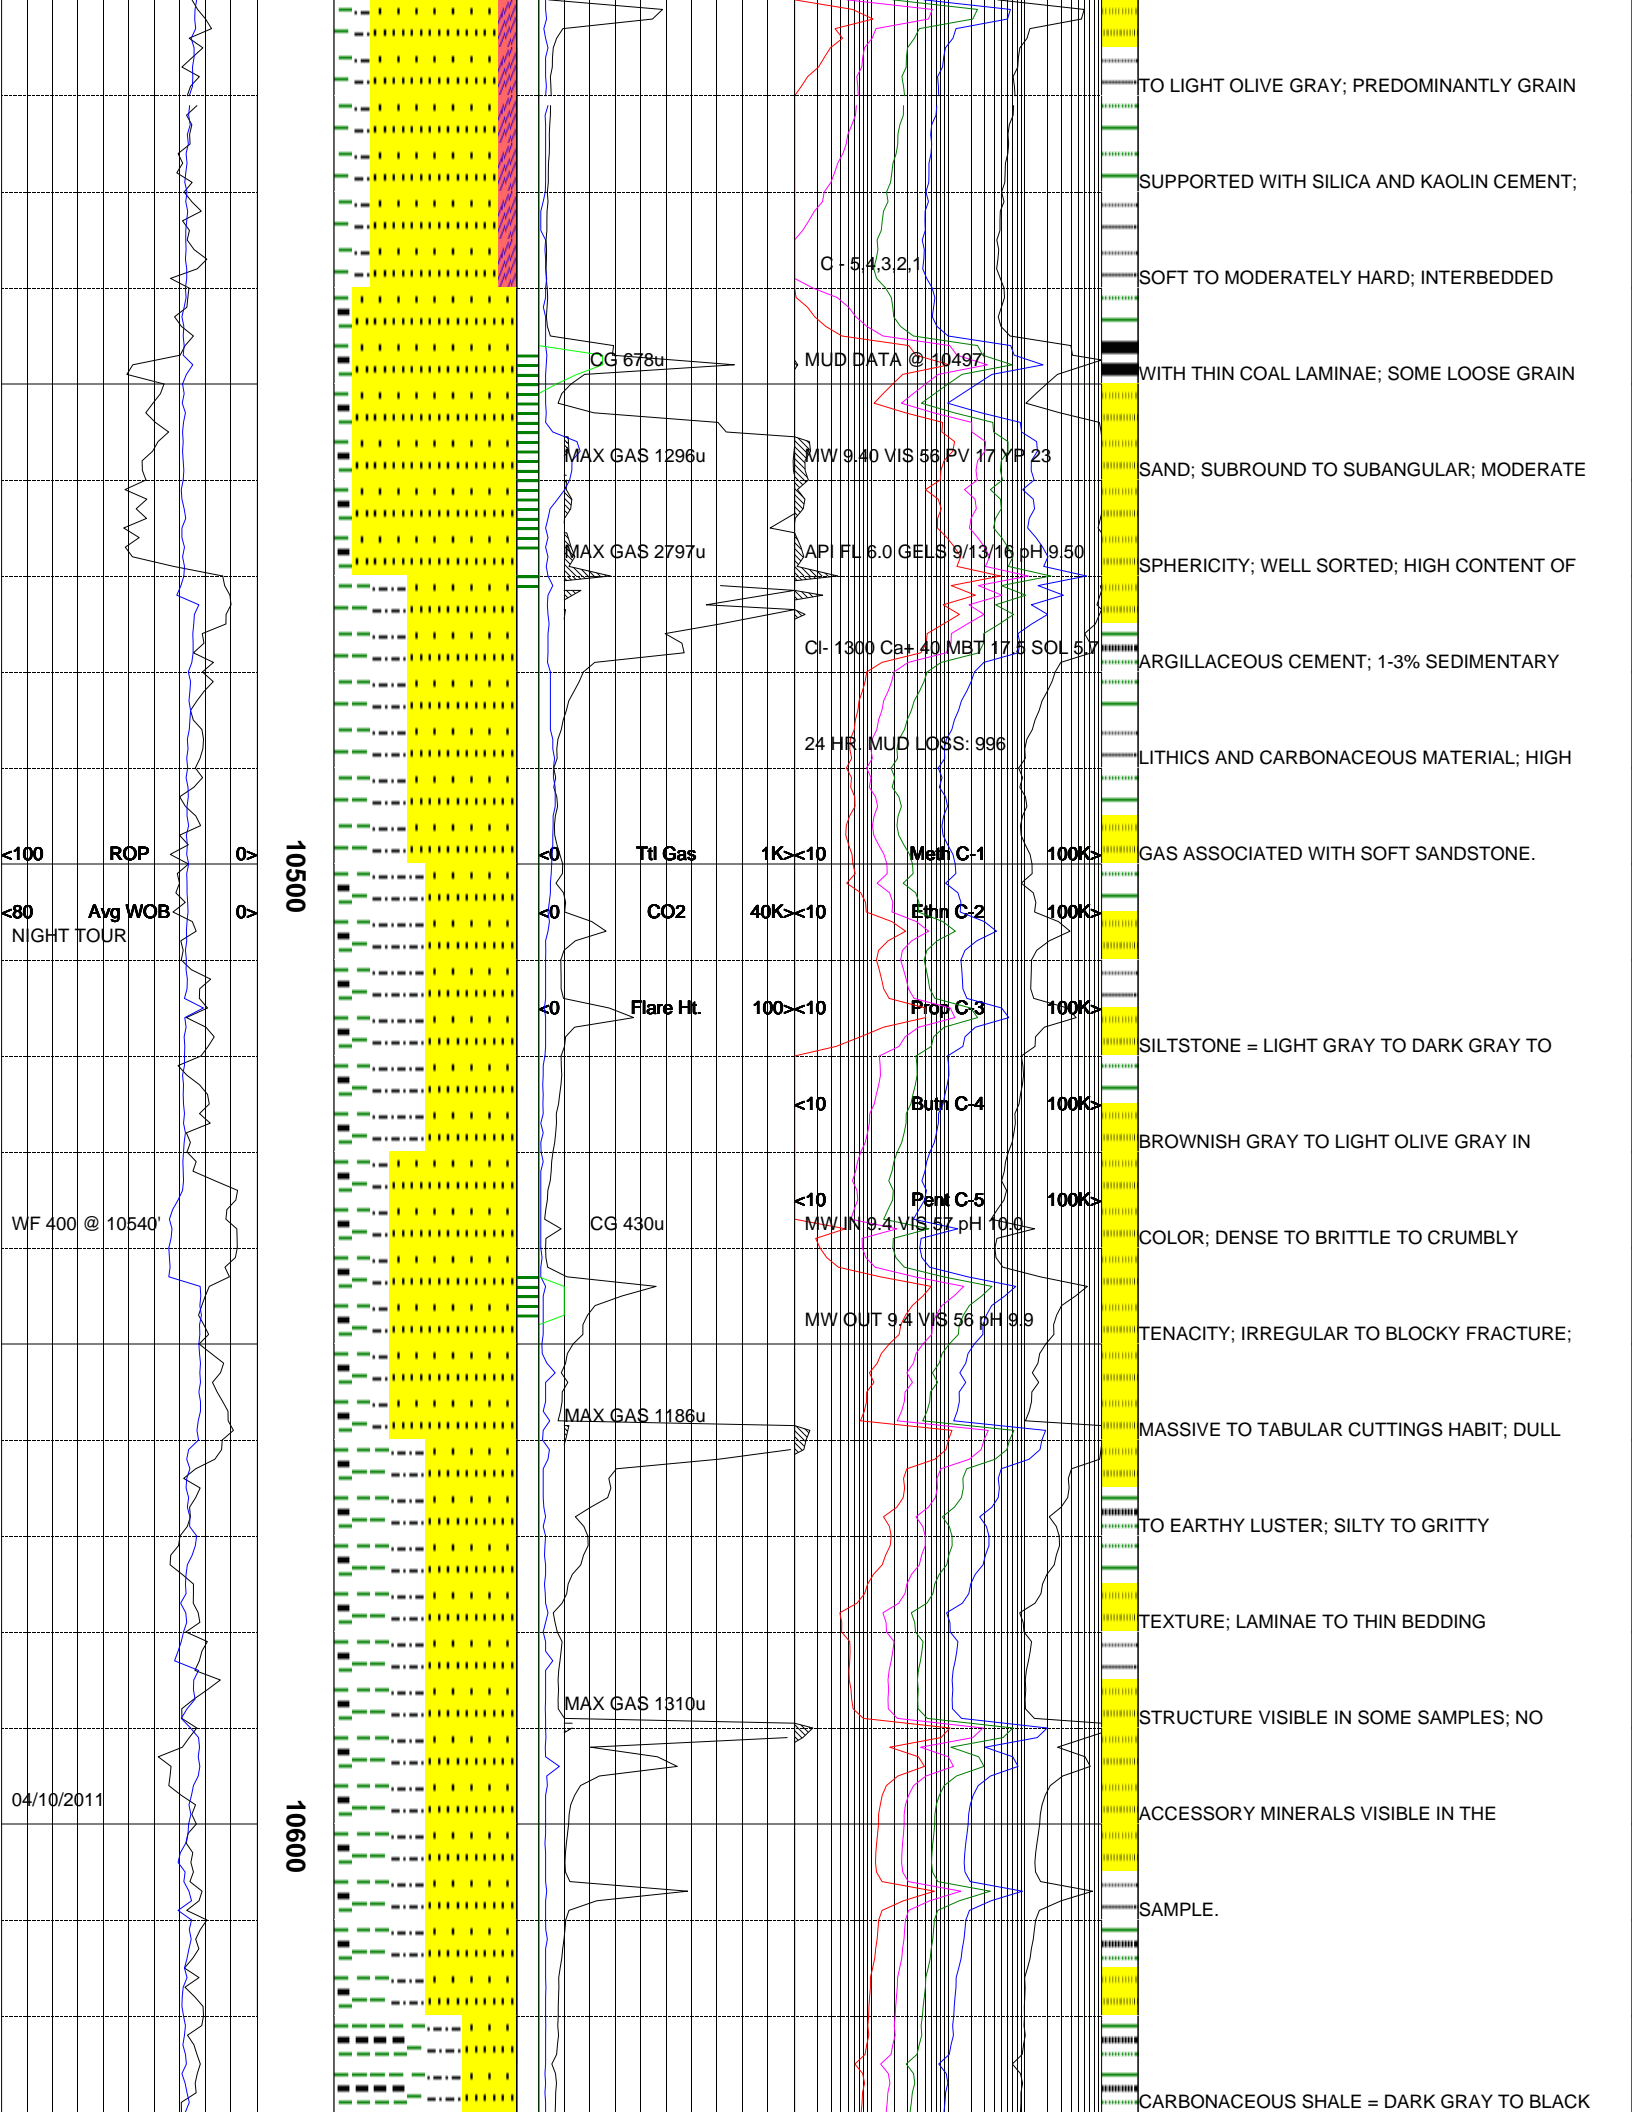 TO LIGHT OLIVE GRAY; PREDOMINANTLY GRAIN
SUPPORTED WITH SILICA AND KAOLIN CEMENT;
C - 5,4,3,2,1
SOFT TO MODERATELY HARD; INTERBEDDED
CG 678u
MUD DATA @ 10497
WITH THIN COAL LAMINAE; SOME LOOSE GRAIN
MAX GAS 1296u
MW 9.40 VIS 56 PV 17 YP 23
SAND; SUBROUND TO SUBANGULAR; MODERATE
MAX GAS 2797u
API FL 6.0 GELS 9/13/16 pH 9.50
SPHERICITY; WELL SORTED; HIGH CONTENT OF
Cl- 1300 Ca+ 40 MBT 17.5 SOL 5.7
ARGILLACEOUS CEMENT; 1-3% SEDIMENTARY
24 HR. MUD LOSS: 996
LITHICS AND CARBONACEOUS MATERIAL; HIGH
<100 ROP 0>
10500
<0 Ttl Gas 1K>
<10 Meth C-1 100K>
GAS ASSOCIATED WITH SOFT SANDSTONE.
<80 Avg WOB 0>
<0 CO2 40K>
<10 Ethn C-2 100K>
NIGHT TOUR
<0 Flare Ht. 100>
<10 Prop C-3 100K>
SILTSTONE = LIGHT GRAY TO DARK GRAY TO
<10 Butn C-4 100K>
BROWNISH GRAY TO LIGHT OLIVE GRAY IN
<10 Pent C-5 100K>
WF 400 @ 10540'
CG 430u
MW IN 9.4 VIS 57 pH 10.0
COLOR; DENSE TO BRITTLE TO CRUMBLY
MW OUT 9.4 VIS 56 pH 9.9
TENACITY; IRREGULAR TO BLOCKY FRACTURE;
MAX GAS 1186u
MASSIVE TO TABULAR CUTTINGS HABIT; DULL
TO EARTHY LUSTER; SILTY TO GRITTY
TEXTURE; LAMINAE TO THIN BEDDING
MAX GAS 1310u
STRUCTURE VISIBLE IN SOME SAMPLES; NO
04/10/2011
10600
ACCESSORY MINERALS VISIBLE IN THE
SAMPLE.
CARBONACEOUS SHALE = DARK GRAY TO BLACK